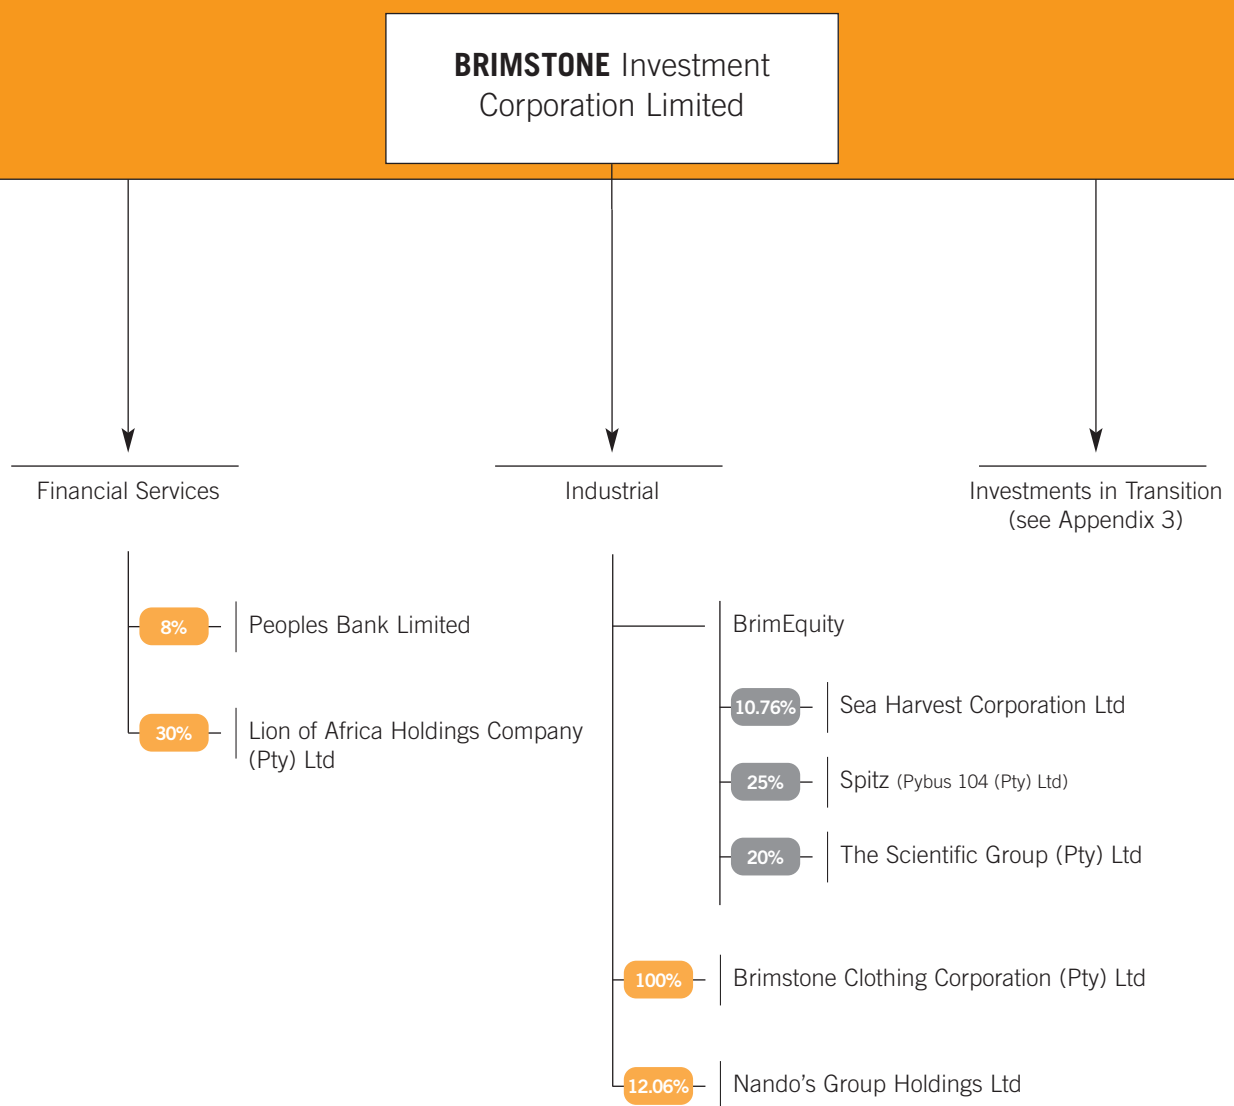 BRIMSTONE Investment
Corporation Limited
Financial Services
8%
Peoples Bank Limited
30%
Lion of Africa Holdings Company
(Pty) Ltd
Industrial
BrimEquity
10.76%
Sea Harvest Corporation Ltd
25%
Spitz (Pybus 104 (Pty) Ltd)
20%
The Scientific Group (Pty) Ltd
100%
Brimstone Clothing Corporation (Pty) Ltd
12.06%
Nando's Group Holdings Ltd
Investments in Transition
(see Appendix 3)